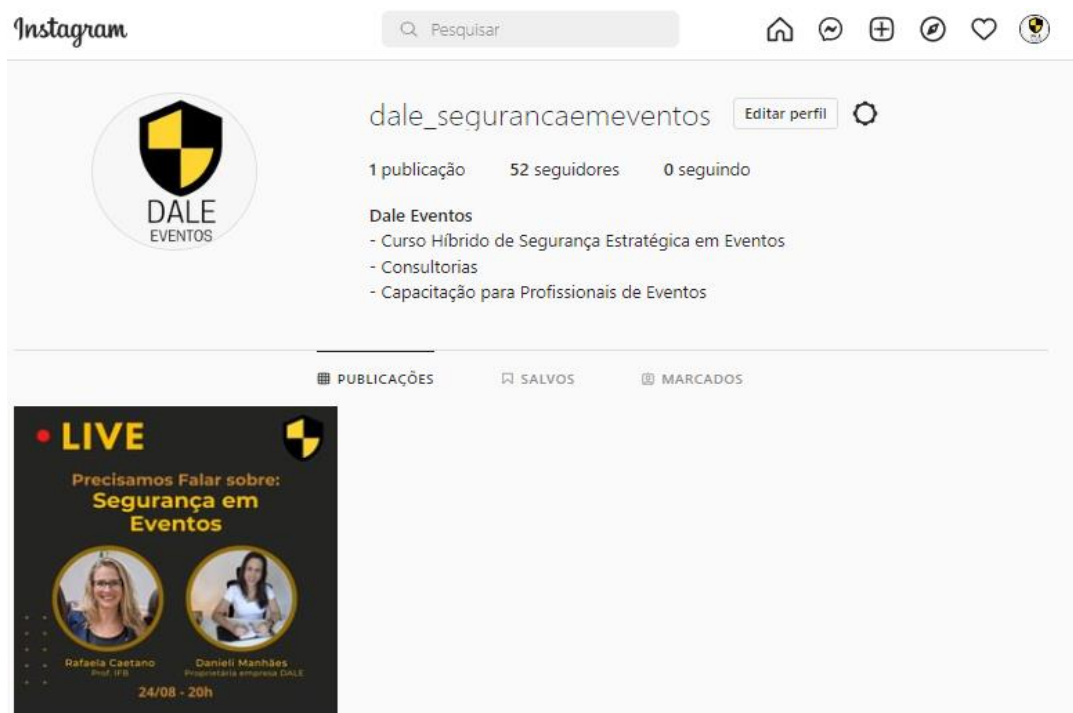 Instagram
Pesquisar
dale_segurancaemeventos Editar perfil
1 publicação 52 seguidores 0 seguindo
DALE
EVENTOS
Dale Eventos
- Curso Híbrido de Segurança Estratégica em Eventos
- Consultorias
- Capacitação para Profissionais de Eventos
PUBLICAÇÕES SALVOS MARCADOS
LIVE
Precisamos Falar sobre:
Segurança em
Eventos
Rafaela Caetano Danieli Manhães
Prof. IFB Proprietária empresa DALE
24/08 - 20h